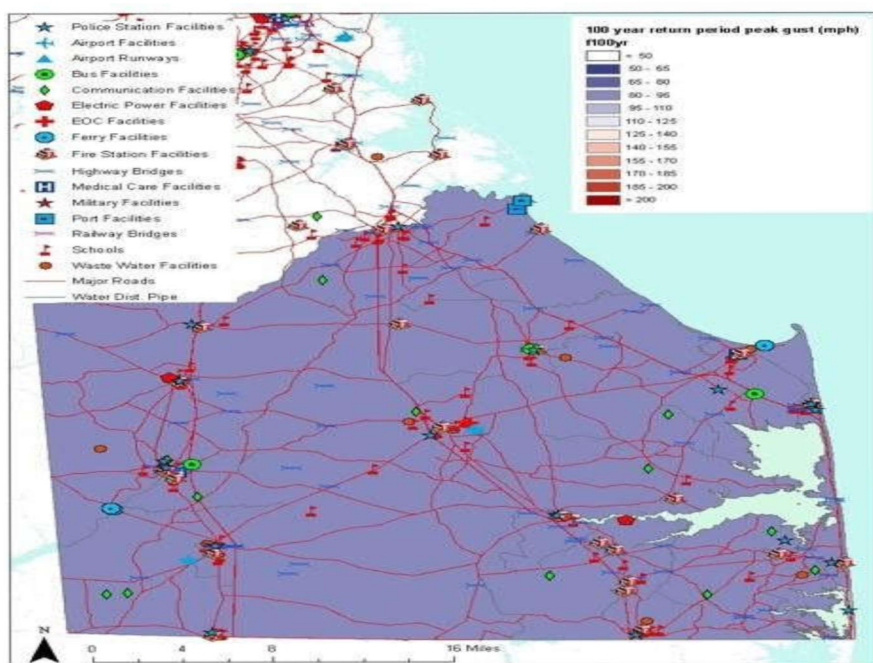 Police Station Facilities
Airport Facilities
Airport Runways
Bus Facilities
Communication Facilities
Electric Power Facilities
EOC Facilities
Ferry Facilities
Fire Station Facilities
Highway Bridges
Medical Care Facilities
Military Facilities
Port Facilities
Railway Bridges
Schools
Waste Water Facilities
Major Roads
Water Dist. Pipe
100 year return period peak gust (mph)
f100yr
< 50
50 - 65
65 - 80
80 - 95
95 - 110
110 - 125
125 - 140
140 - 155
155 - 170
170 - 185
185 - 200
> 200
N
0 4 8 16 Miles